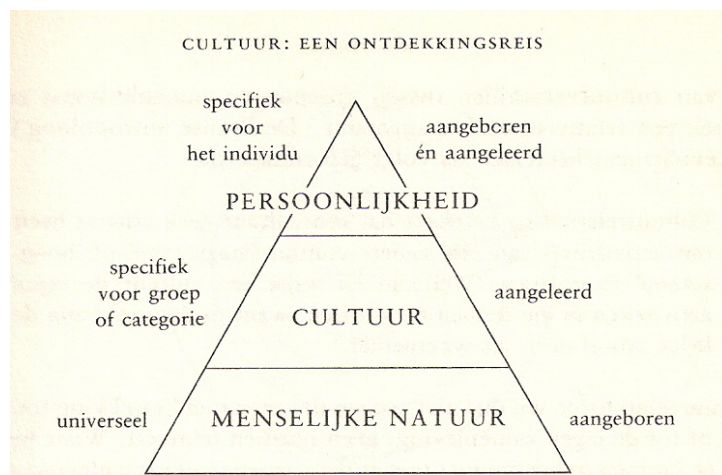 CULTUUR: EEN ONTDEKKINGSREIS
specifiek
voor
het individu
aangeboren
én aangeleerd
PERSOONLIJKHEID
specifiek
voor groep
of categorie
aangeleerd
CULTUUR
universeel
MENSELIJKE NATUUR
aangeboren